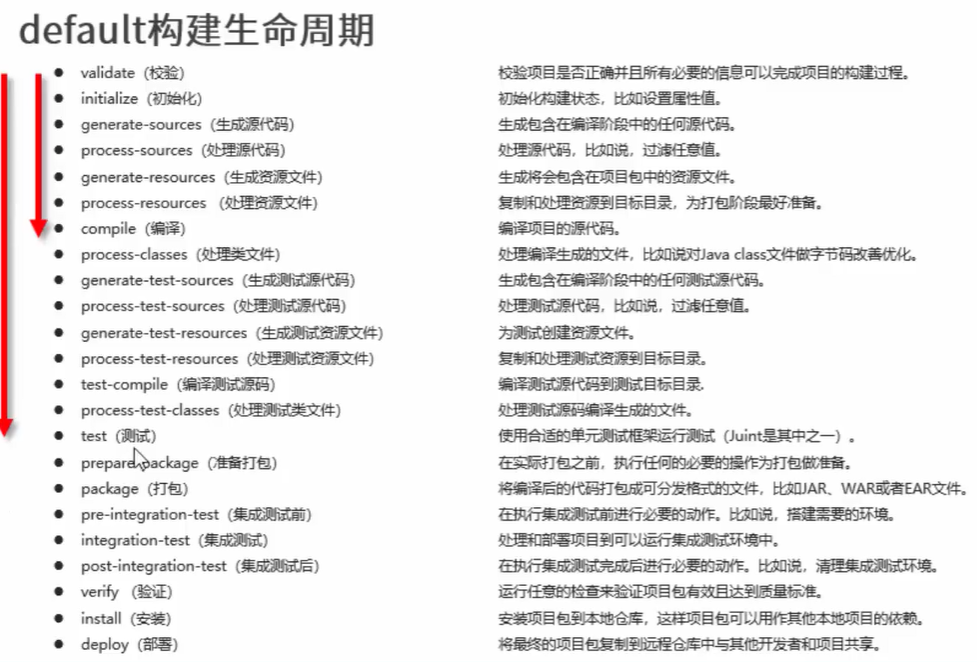 default构建生命周期
validate（校验） 校验项目是否正确并且所有必要的信息可以完成项目的构建过程。
initialize（初始化） 初始化构建状态，比如设置属性值。
generate-sources（生成源代码） 生成包含在编译阶段中的任何源代码。
process-sources（处理源代码） 处理源代码，比如说，过滤任意值。
generate-resources（生成资源文件） 生成将会包含在项目包中的资源文件。
process-resources （处理资源文件） 复制和处理资源到目标目录，为打包阶段最好准备。
compile（编译） 编译项目的源代码。
process-classes（处理类文件） 处理编译生成的文件，比如说对Java class文件做字节码改善优化。
generate-test-sources（生成测试源代码） 生成包含在编译阶段中的任何测试源代码。
process-test-sources（处理测试源代码） 处理测试源代码，比如说，过滤任意值。
generate-test-resources（生成测试资源文件） 为测试创建资源文件。
process-test-resources（处理测试资源文件） 复制和处理测试资源到目标目录。
test-compile（编译测试源码） 编译测试源代码到测试目标目录.
process-test-classes（处理测试类文件） 处理测试源码编译生成的文件。
test（测试） 使用合适的单元测试框架运行测试（Juint是其中之一）。
prepare-package（准备打包） 在实际打包之前，执行任何的必要的操作为打包做准备。
package（打包） 将编译后的代码打包成可分发格式的文件，比如JAR、WAR或者EAR文件。
pre-integration-test（集成测试前） 在执行集成测试前进行必要的动作。比如说，搭建需要的环境。
integration-test（集成测试） 处理和部署项目到可以运行集成测试环境中。
post-integration-test（集成测试后） 在执行集成测试完成后进行必要的动作。比如说，清理集成测试环境。
verify （验证） 运行任意的检查来验证项目包有效且达到质量标准。
install（安装） 安装项目包到本地仓库，这样项目包可以用作其他本地项目的依赖。
deploy（部署） 将最终的项目包复制到远程仓库中与其他开发者和项目共享。